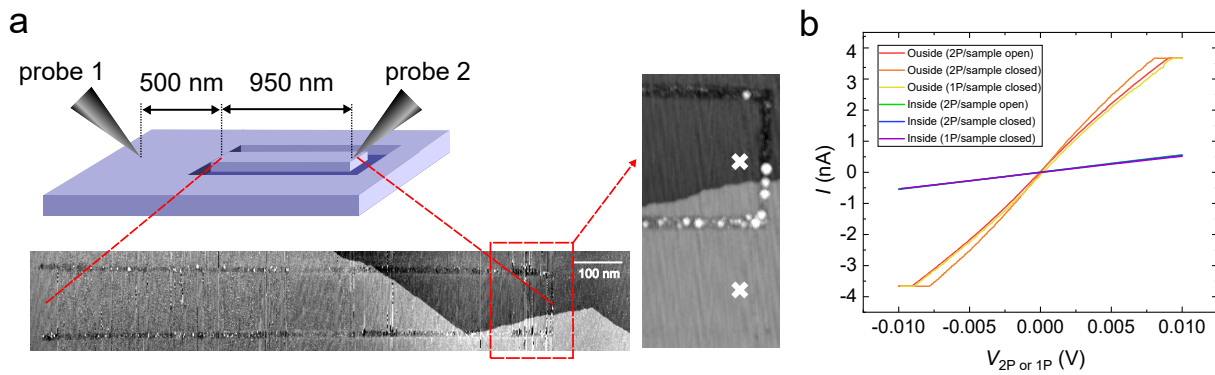 a
probe 1
500 nm
950 nm
probe 2
100 nm
b
Ouside (2P/sample open)
Ouside (2P/sample closed)
Ouside (1P/sample closed)
Inside (2P/sample open)
Inside (2P/sample closed)
Inside (1P/sample closed)
I (nA)
4
3
2
1
0
-1
-2
-3
-4
-0.010
-0.005
0.000
0.005
0.010
V2P or 1P (V)